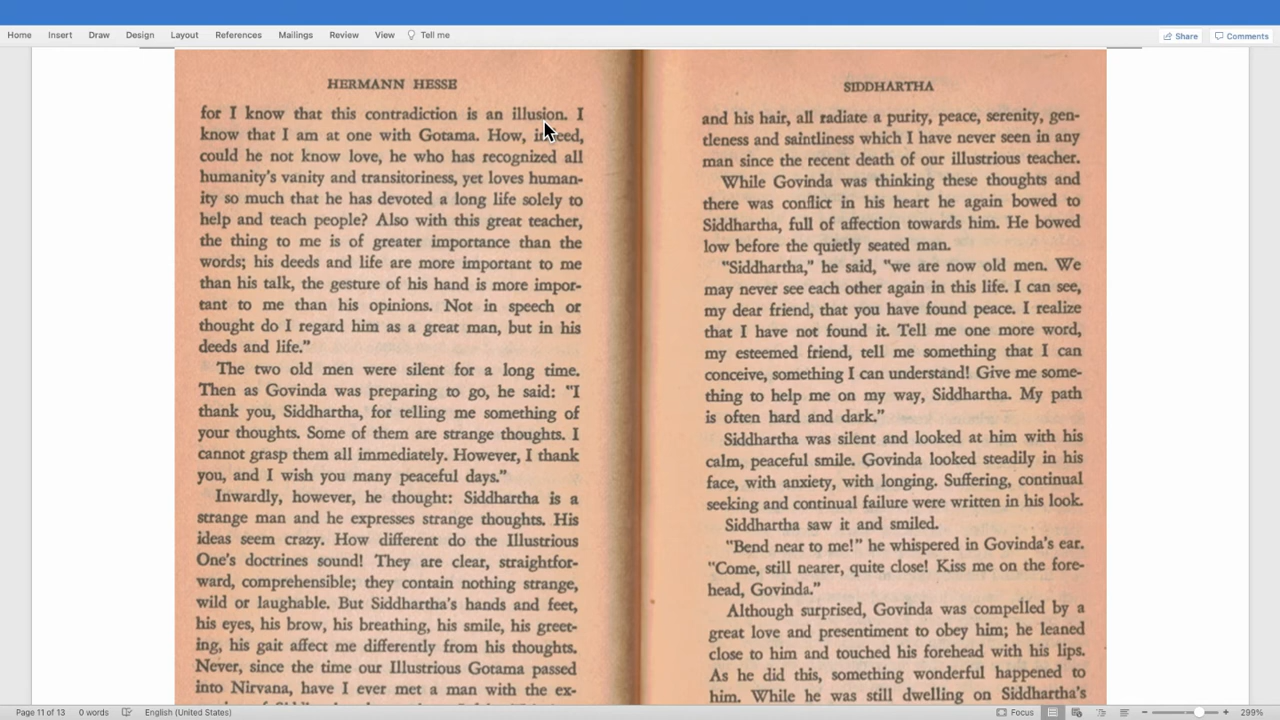 Home Insert Draw Design Layout References Mailings Review View Tell me Share Comments
HERMANN HESSE
for I know that this contradiction is an illusion. I
know that I am at one with Gotama. How, indeed,
could he not know love, he who has recognized all
humanity's vanity and transitoriness, yet loves human-
ity so much that he has devoted a long life solely to
help and teach people? Also with this great teacher,
the thing to me is of greater importance than the
words; his deeds and life are more important to me
than his talk, the gesture of his hand is more impor-
tant to me than his opinions. Not in speech or
thought do I regard him as a great man, but in his
deeds and life."
The two old men were silent for a long time.
Then as Govinda was preparing to go, he said: "I
thank you, Siddhartha, for telling me something of
your thoughts. Some of them are strange thoughts. I
cannot grasp them all immediately. However, I thank
you, and I wish you many peaceful days."
Inwardly, however, he thought: Siddhartha is a
strange man and he expresses strange thoughts. His
ideas seem crazy. How different do the Illustrious
One's doctrines sound! They are clear, straightfor-
ward, comprehensible; they contain nothing strange,
wild or laughable. But Siddhartha's hands and feet,
his eyes, his brow, his breathing, his smile, his greet-
ing, his gait affect me differently from his thoughts.
Never, since the time our Illustrious Gotama passed
into Nirvana, have I ever met a man with the ex-
SIDDHARTHA
and his hair, all radiate a purity, peace, serenity, gen-
tleness and saintliness which I have never seen in any
man since the recent death of our illustrious teacher.
While Govinda was thinking these thoughts and
there was conflict in his heart he again bowed to
Siddhartha, full of affection towards him. He bowed
low before the quietly seated man.
"Siddhartha," he said, "we are now old men. We
may never see each other again in this life. I can see,
my dear friend, that you have found peace. I realize
that I have not found it. Tell me one more word,
my esteemed friend, tell me something that I can
conceive, something I can understand! Give me some-
thing to help me on my way, Siddhartha. My path
is often hard and dark."
Siddhartha was silent and looked at him with his
calm, peaceful smile. Govinda looked steadily in his
face, with anxiety, with longing. Suffering, continual
seeking and continual failure were written in his look.
Siddhartha saw it and smiled.
"Bend near to me!" he whispered in Govinda's ear.
"Come, still nearer, quite close! Kiss me on the fore-
head, Govinda."
Although surprised, Govinda was compelled by a
great love and presentiment to obey him; he leaned
close to him and touched his forehead with his lips.
As he did this, something wonderful happened to
him. While he was still dwelling on Siddhartha's
Page 11 of 13 0 words English (United States) Focus 299%